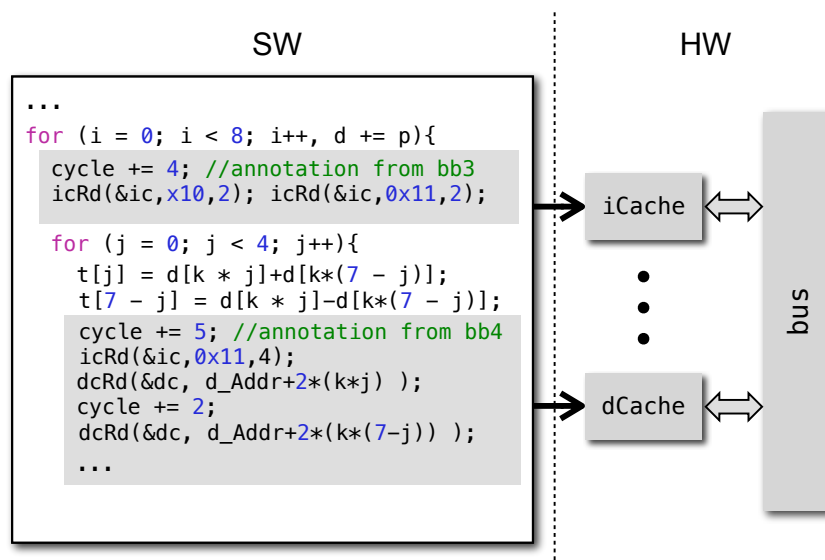 SW
HW
...
for (i = 0; i < 8; i++, d += p){
cycle += 4; //annotation from bb3
icRd(&ic,x10,2); icRd(&ic,0x11,2);
for (j = 0; j < 4; j++){
t[j] = d[k * j]+d[k*(7 - j)];
t[7 - j] = d[k * j]-d[k*(7 - j)];
cycle += 5; //annotation from bb4
icRd(&ic,0x11,4);
dcRd(&dc, d_Addr+2*(k*j) );
cycle += 2;
dcRd(&dc, d_Addr+2*(k*(7-j)) );
...
iCache
dCache
bus